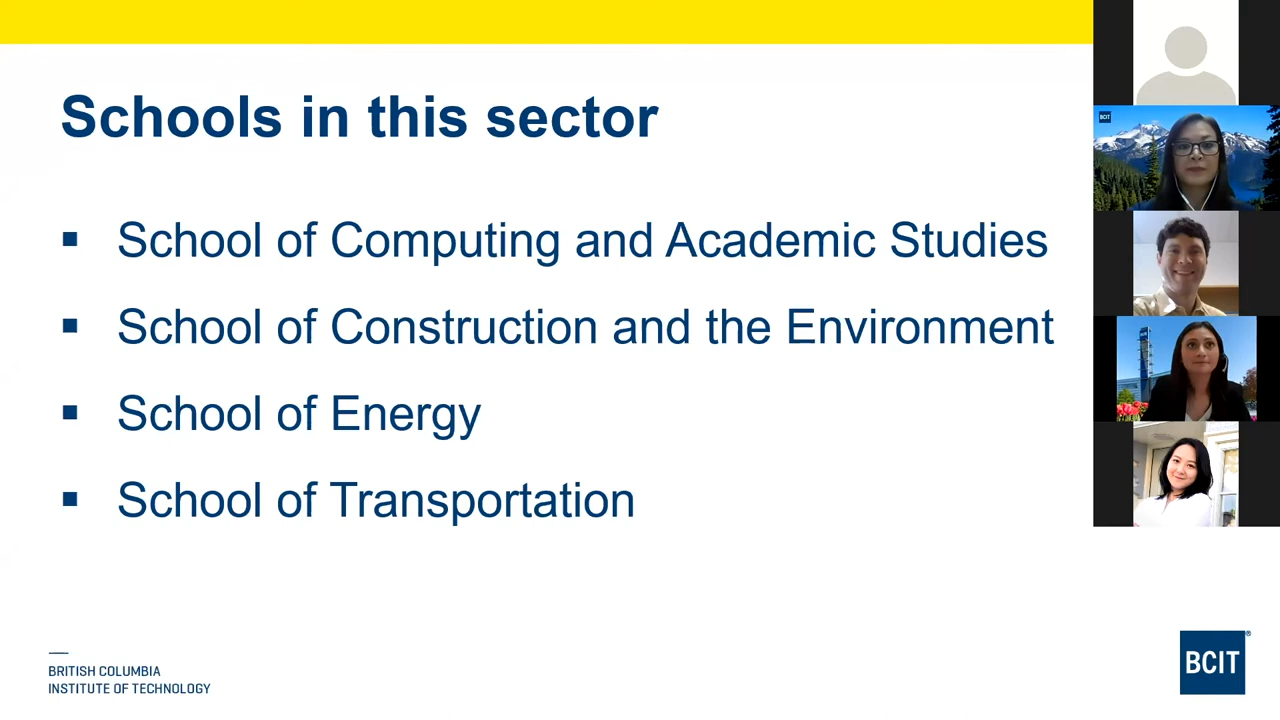 Schools in this sector
▪ School of Computing and Academic Studies
▪ School of Construction and the Environment
▪ School of Energy
▪ School of Transportation
BRITISH COLUMBIA
INSTITUTE OF TECHNOLOGY
BCIT®
BCIT